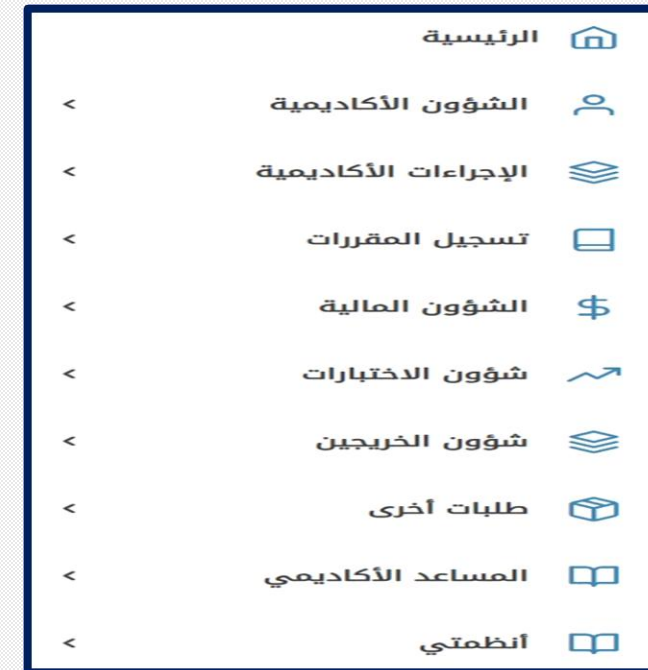 الرئيسية
الشؤون الأكاديمية
الإجراءات الأكاديمية
تسجيل المقررات
الشؤون المالية
شؤون الاختبارات
شؤون الخريجين
طلبات أخرى
المساعد الأكاديمي
أنظمتي